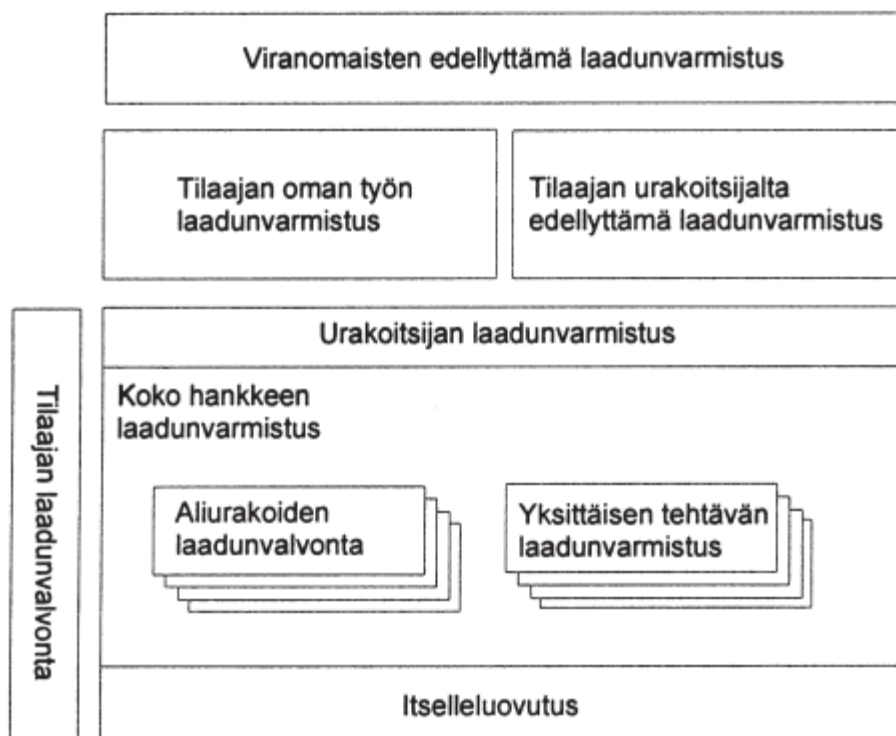 Viranomaisten edellyttämä laadunvarmistus
Tilaajan oman työn
laadunvarmistus
Tilaajan urakoitsijalta
edellyttämä laadunvarmistus
Tilaajan laadunvalvonta
Urakoitsijan laadunvarmistus
Koko hankkeen
laadunvarmistus
Aliurakoiden
laadunvalvonta
Yksittäisen tehtävän
laadunvarmistus
Itselleluovutus